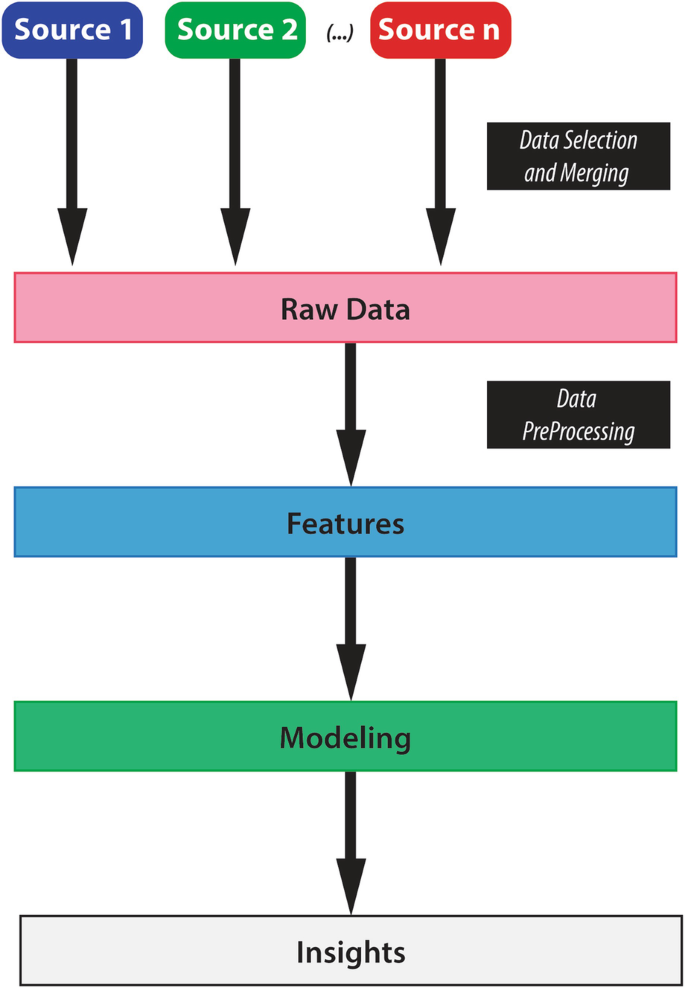 Source 1
Source 2
(...)
Source n
Data Selection
and Merging
Raw Data
Data
PreProcessing
Features
Modeling
Insights